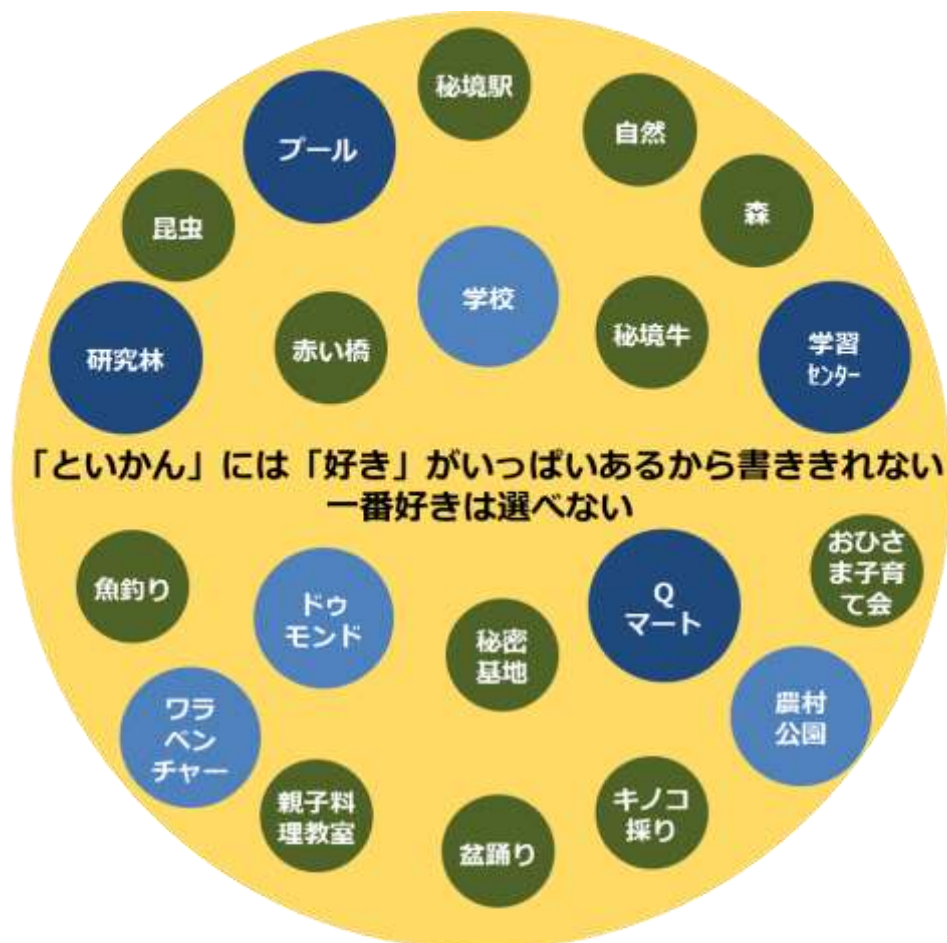 秘境駅
自然
プール
森
昆虫
学校
秘境牛
赤い橋
研究林
学習
ｾﾝﾀｰ
「といかん」には「好き」がいっぱいあるから書ききれない
一番好きは選べない
おひさ
ま子育
て会
魚釣り
ドゥ
モンド
Q
マート
秘密
基地
農村
公園
ワラ
ベン
チャー
親子料
理教室
キノコ
採り
盆踊り